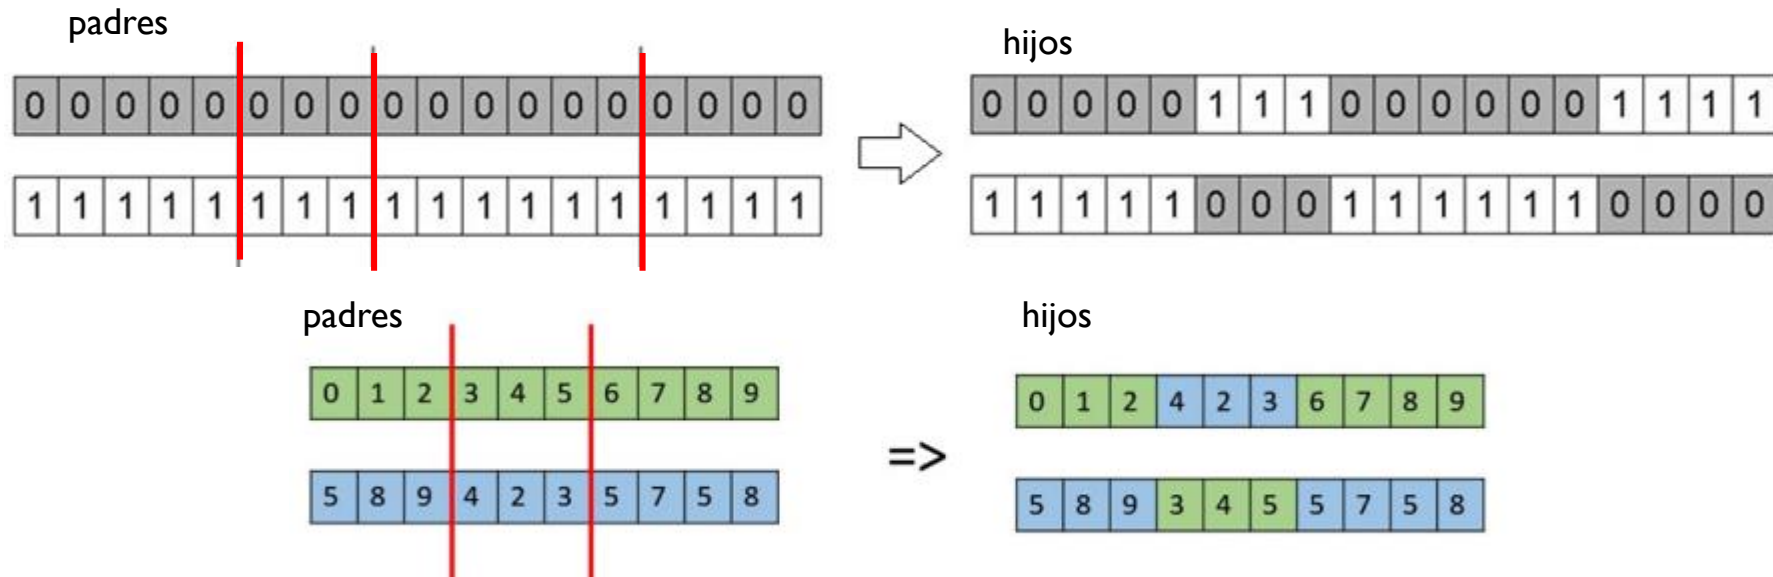 padres
hijos
0 0 0 0 0 0 0 0 0 0 0 0 0 0 0 0 0 0
0 0 0 0 0 1 1 1 0 0 0 0 0 0 1 1 1 1
1 1 1 1 1 1 1 1 1 1 1 1 1 1 1 1 1 1
1 1 1 1 1 0 0 0 1 1 1 1 1 1 0 0 0 0
padres
hijos
0 1 2 3 4 5 6 7 8 9
0 1 2 4 2 3 6 7 8 9
=>
5 8 9 4 2 3 5 7 5 8
5 8 9 3 4 5 5 7 5 8